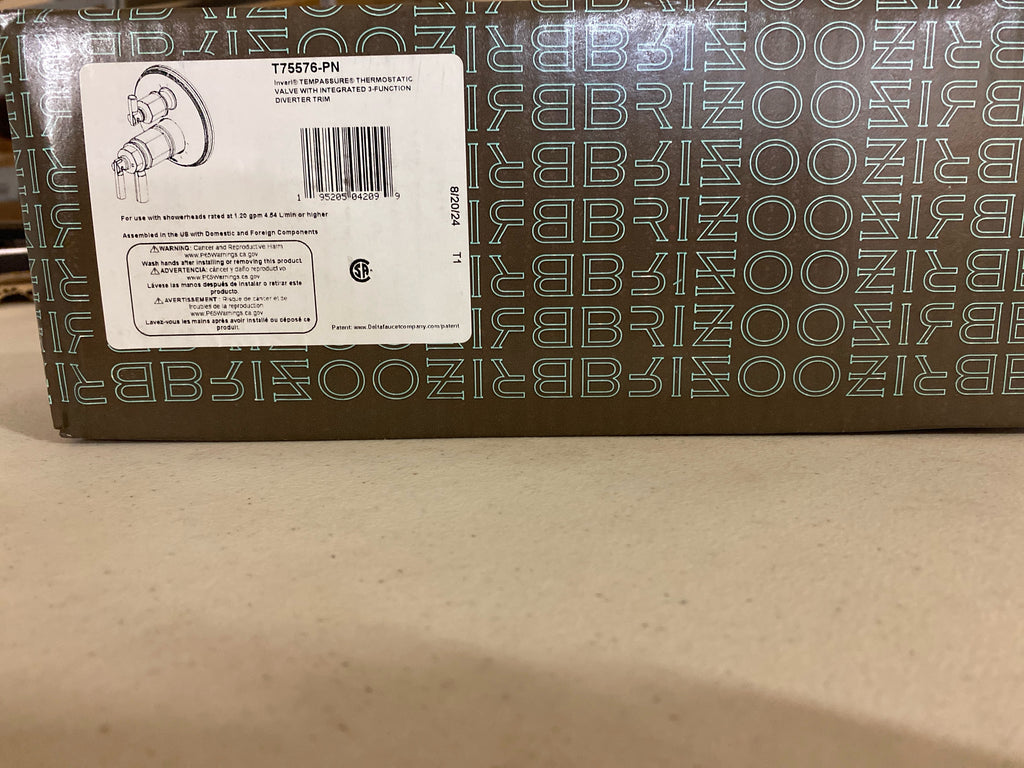 T75576-PN
Invari® TEMPASSURE® THERMOSTATIC
VALVE WITH INTEGRATED 3-FUNCTION
DIVERTER TRIM
1 95205 04209 9
8/20/24 T1
For use with showerheads rated at 1.20 gpm 4.54 L/min or higher
Assembled in the US with Domestic and Foreign Components
WARNING: Cancer and Reproductive Harm
www.P65Warnings.ca.gov
Wash hands after installing or removing this product.
ADVERTENCIA: cáncer y daño reproductivo
www.P65Warnings.ca.gov
Lávese las manos después de instalar o retirar este
producto.
AVERTISSEMENT : Risque de cancer et de
troubles de la reproduction
www.P65Warnings.ca.gov
Lavez-vous les mains après avoir installé ou déposé ce
produit.
Patent: www.Deltafaucetcompany.com/patent
BRIZO